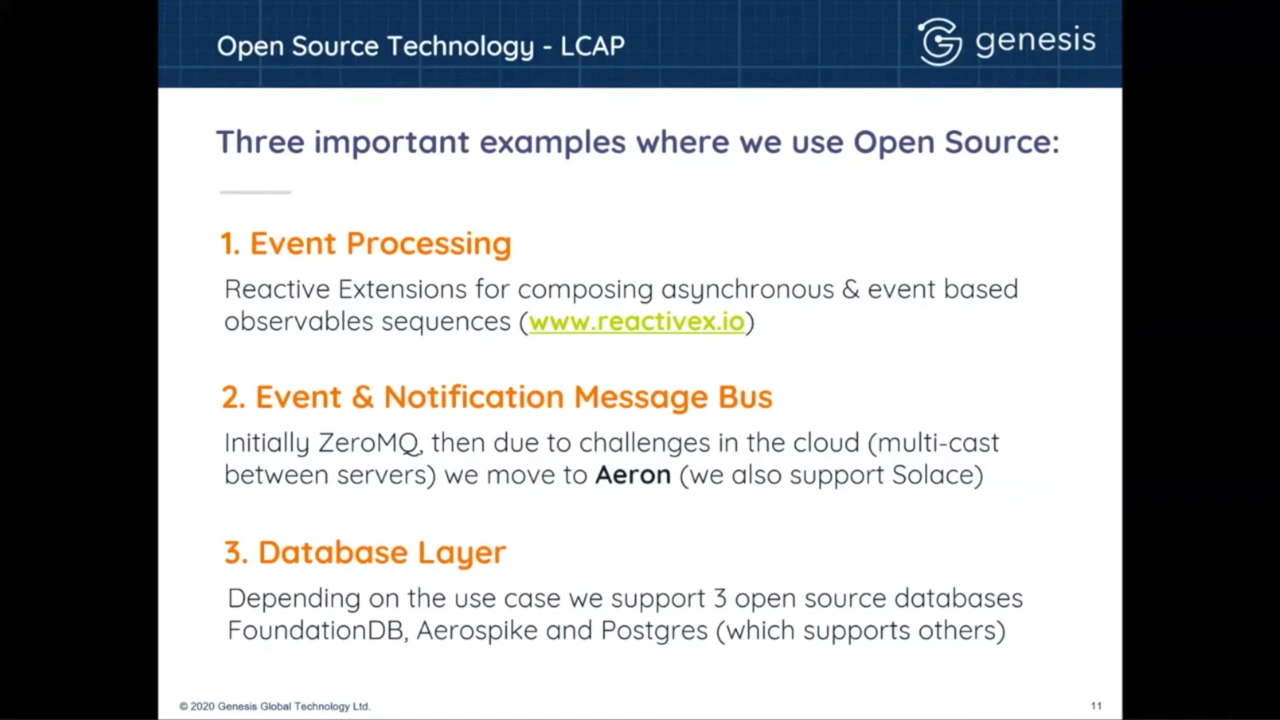 Open Source Technology - LCAP
genesis
Three important examples where we use Open Source:
1. Event Processing
Reactive Extensions for composing asynchronous & event based
observables sequences (www.reactivex.io)
2. Event & Notification Message Bus
Initially ZeroMQ, then due to challenges in the cloud (multi-cast
between servers) we move to Aeron (we also support Solace)
3. Database Layer
Depending on the use case we support 3 open source databases
FoundationDB, Aerospike and Postgres (which supports others)
© 2020 Genesis Global Technology Ltd.
11